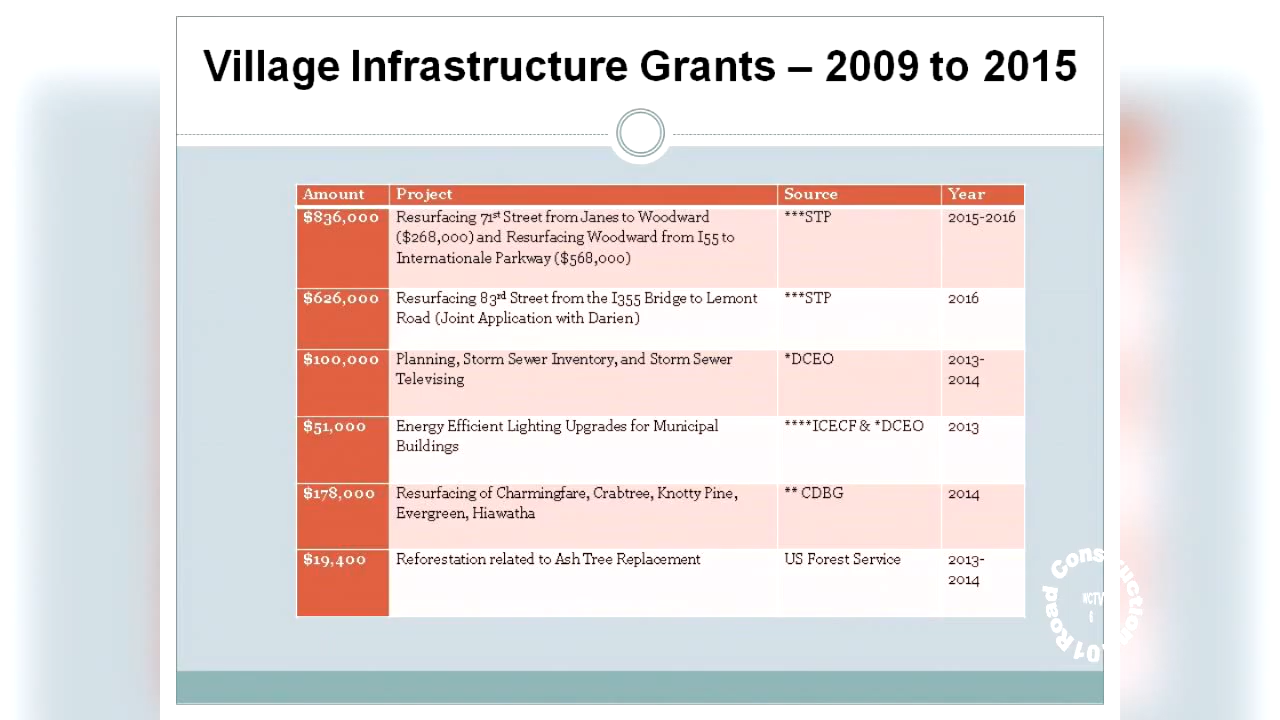 Village Infrastructure Grants – 2009 to 2015
Amount Project Source Year
$836,000 Resurfacing 71st Street from Janes to Woodward ***STP 2015-2016
($268,000) and Resurfacing Woodward from I55 to
Internationale Parkway ($568,000)
$626,000 Resurfacing 83rd Street from the I355 Bridge to Lemont ***STP 2016
Road (Joint Application with Darien)
$100,000 Planning, Storm Sewer Inventory, and Storm Sewer *DCEO 2013-
Televising 2014
$51,000 Energy Efficient Lighting Upgrades for Municipal ****ICECF & *DCEO 2013
Buildings
$178,000 Resurfacing of Charmingfare, Crabtree, Knotty Pine, ** CDBG 2014
Evergreen, Hiawatha
$19,400 Reforestation related to Ash Tree Replacement US Forest Service 2013-
2014
Road Construction 101
WCTV
6